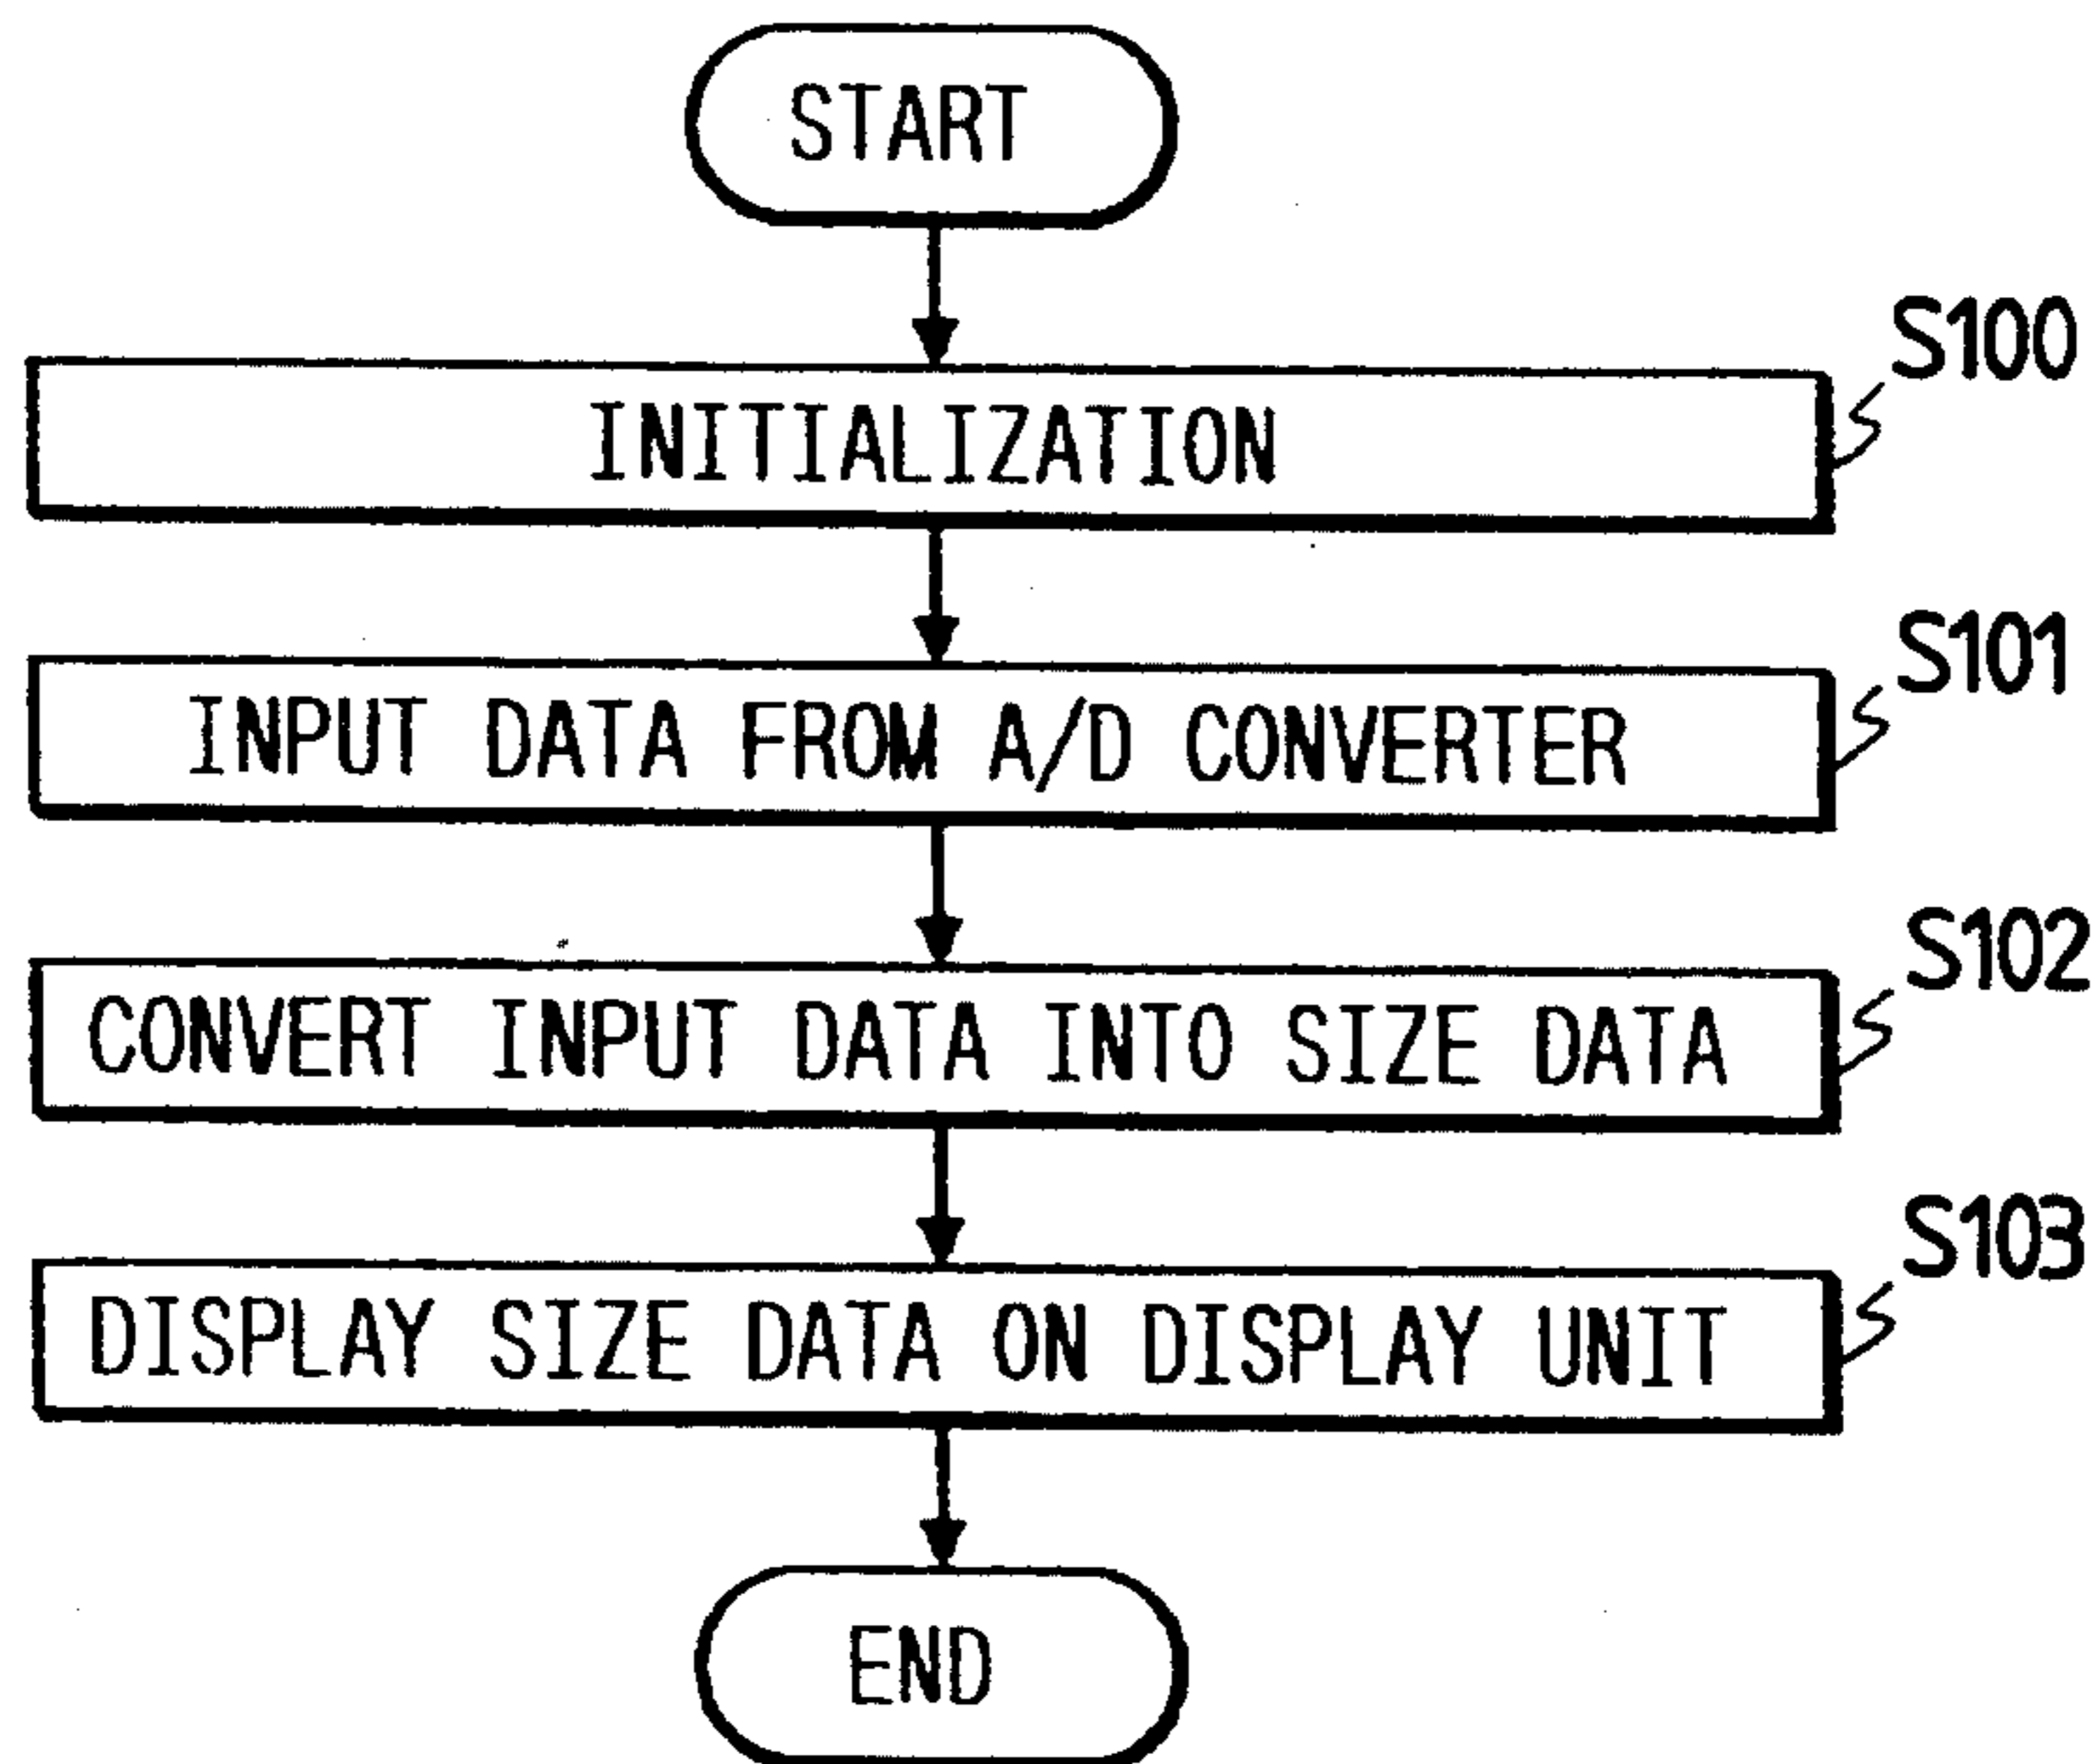 START
S100
INITIALIZATION
S101
INPUT DATA FROM A/D CONVERTER
S102
CONVERT INPUT DATA INTO SIZE DATA
S103
DISPLAY SIZE DATA ON DISPLAY UNIT
END